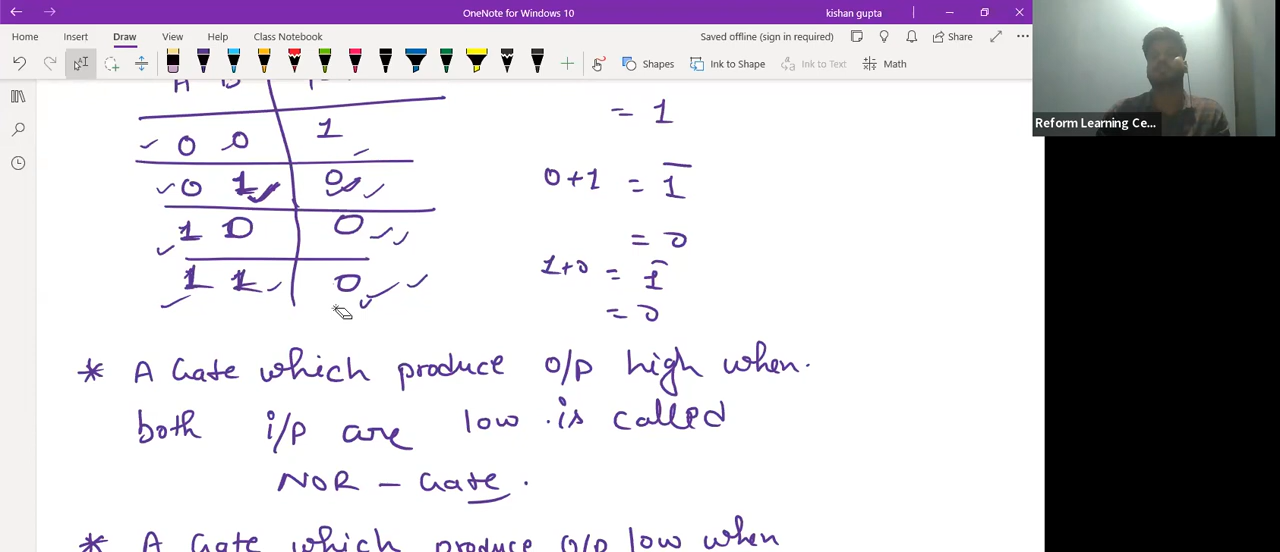 OneNote for Windows 10
kishan gupta
Home Insert Draw View Help Class Notebook
Saved offline (sign in required)
Share
Shapes Ink to Shape Ink to Text Math
Reform Learning Ce...
A B
0 0 1
0 1 0
1 0 0
1 1 0
= 1
0+1 = 1̅
= 0
1+0 = 1̅
= 0
* A Gate which produce o/p high when.
both i/p are low .is called
NOR - Gate.
* A Gate which produce o/p low when